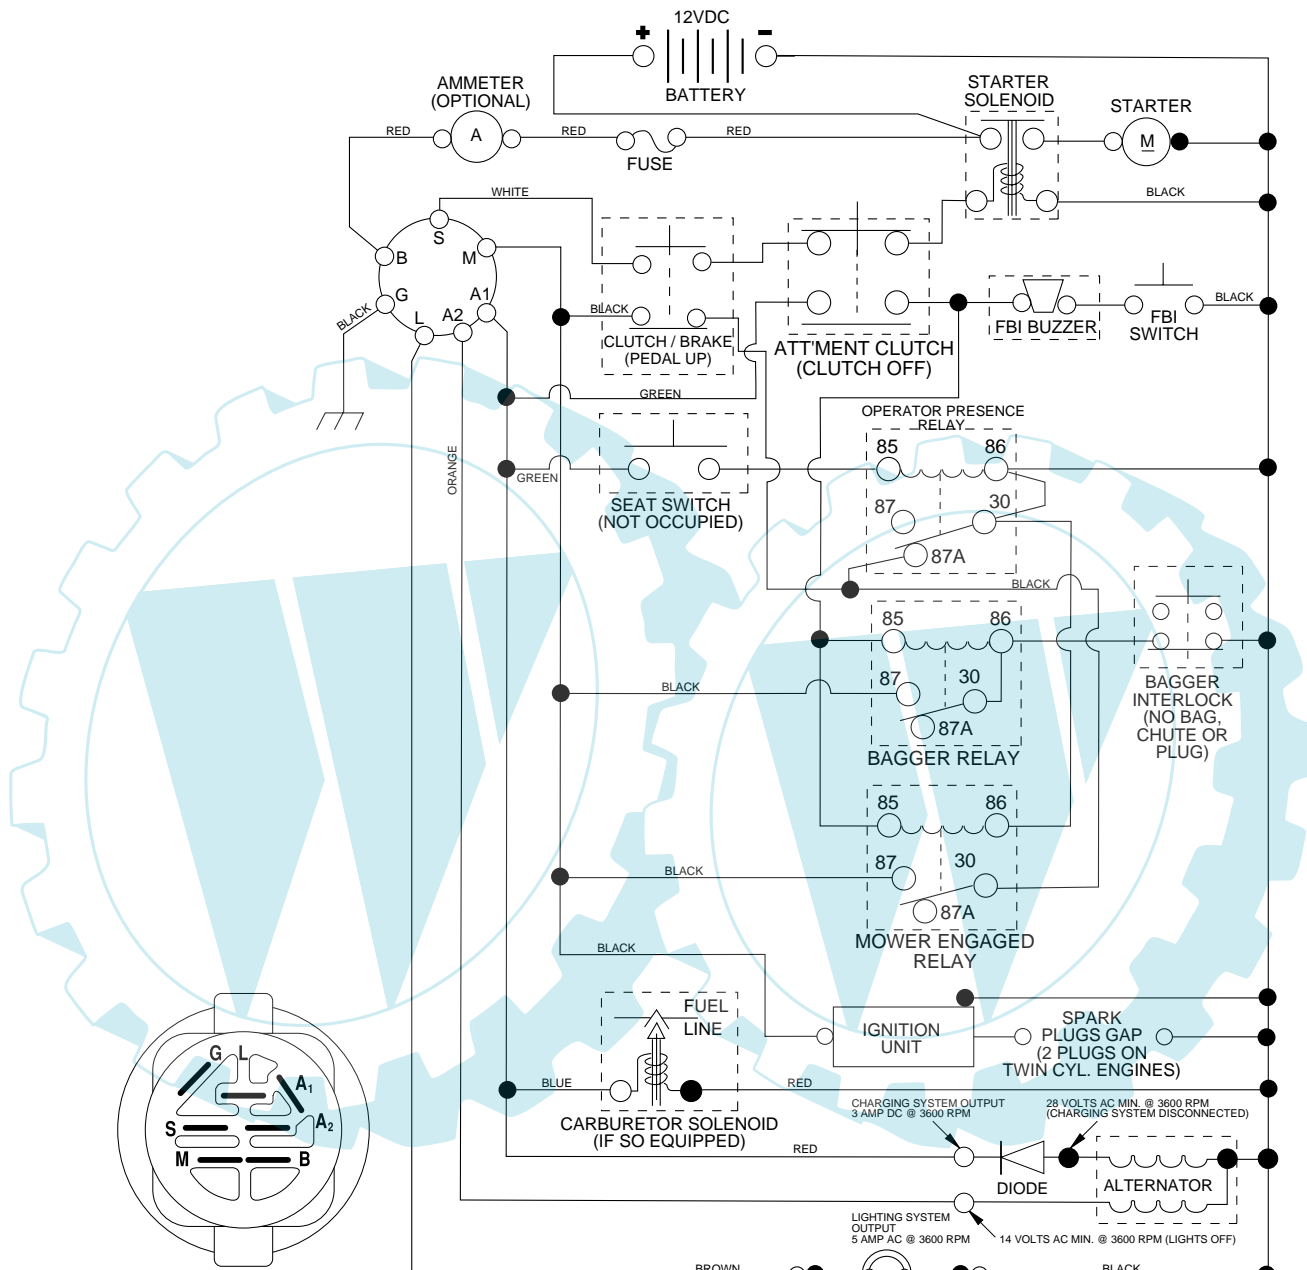 12VDC
+
-
BATTERY
AMMETER
(OPTIONAL)
STARTER
SOLENOID
STARTER
RED
A
RED
FUSE
RED
M
WHITE
BLACK
S
B
M
G
A1
L
A2
BLACK
BLACK
CLUTCH / BRAKE
(PEDAL UP)
ATT'MENT CLUTCH
(CLUTCH OFF)
FBI BUZZER
FBI
SWITCH
BLACK
GREEN
ORANGE
GREEN
SEAT SWITCH
(NOT OCCUPIED)
OPERATOR PRESENCE
RELAY
85
86
87
30
87A
BLACK
85
86
87
30
87A
BLACK
BAGGER RELAY
BAGGER
INTERLOCK
(NO BAG,
CHUTE OR
PLUG)
85
86
87
30
87A
BLACK
MOWER ENGAGED
RELAY
BLACK
FUEL
LINE
IGNITION
UNIT
SPARK
PLUGS GAP
(2 PLUGS ON
TWIN CYL. ENGINES)
BLUE
RED
CARBURETOR SOLENOID
(IF SO EQUIPPED)
CHARGING SYSTEM OUTPUT
3 AMP DC @ 3600 RPM
28 VOLTS AC MIN. @ 3600 RPM
(CHARGING SYSTEM DISCONNECTED)
RED
DIODE
ALTERNATOR
LIGHTING SYSTEM
OUTPUT
5 AMP AC @ 3600 RPM
14 VOLTS AC MIN. @ 3600 RPM (LIGHTS OFF)
BROWN
BLACK
G
L
A1
A2
S
M
B